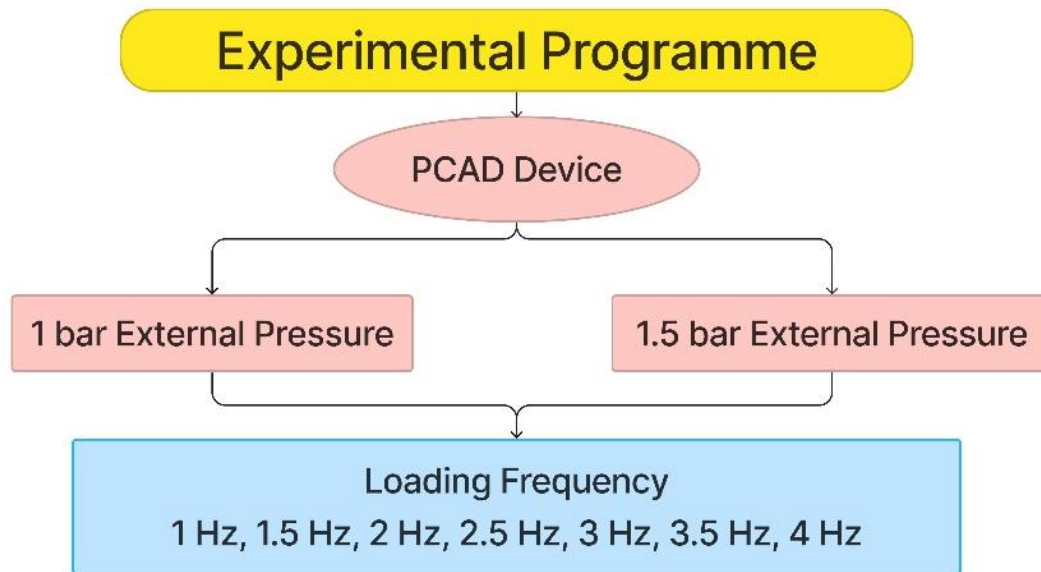 Experimental Programme
PCAD Device
1 bar External Pressure
1.5 bar External Pressure
Loading Frequency
1 Hz, 1.5 Hz, 2 Hz, 2.5 Hz, 3 Hz, 3.5 Hz, 4 Hz